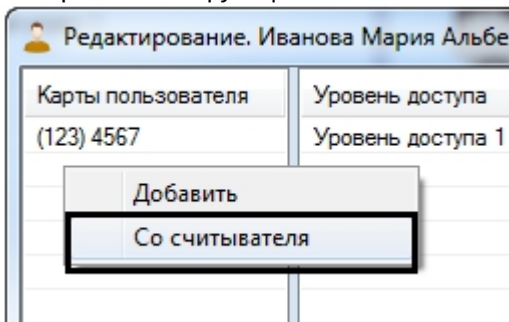 Редактирование. Иванова Мария Альбе
Карты пользователя Уровень доступа
(123) 4567 Уровень доступа 1
Добавить
Со считывателя